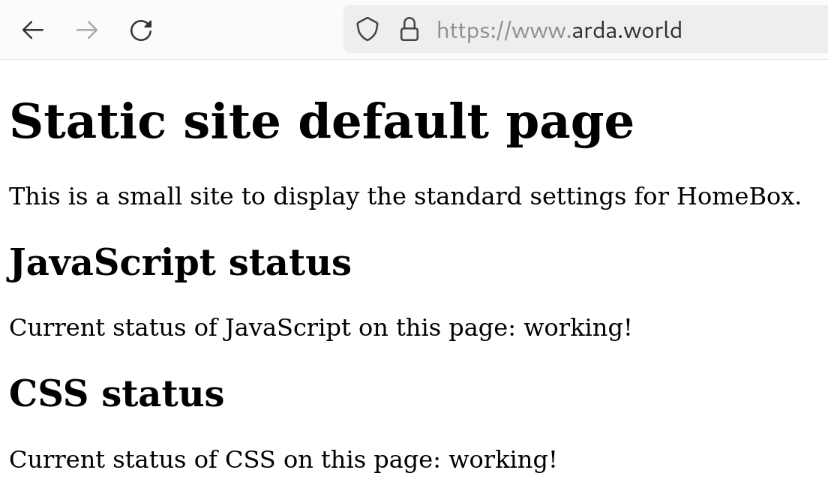 https://www.arda.world
Static site default page
This is a small site to display the standard settings for HomeBox.
JavaScript status
Current status of JavaScript on this page: working!
CSS status
Current status of CSS on this page: working!